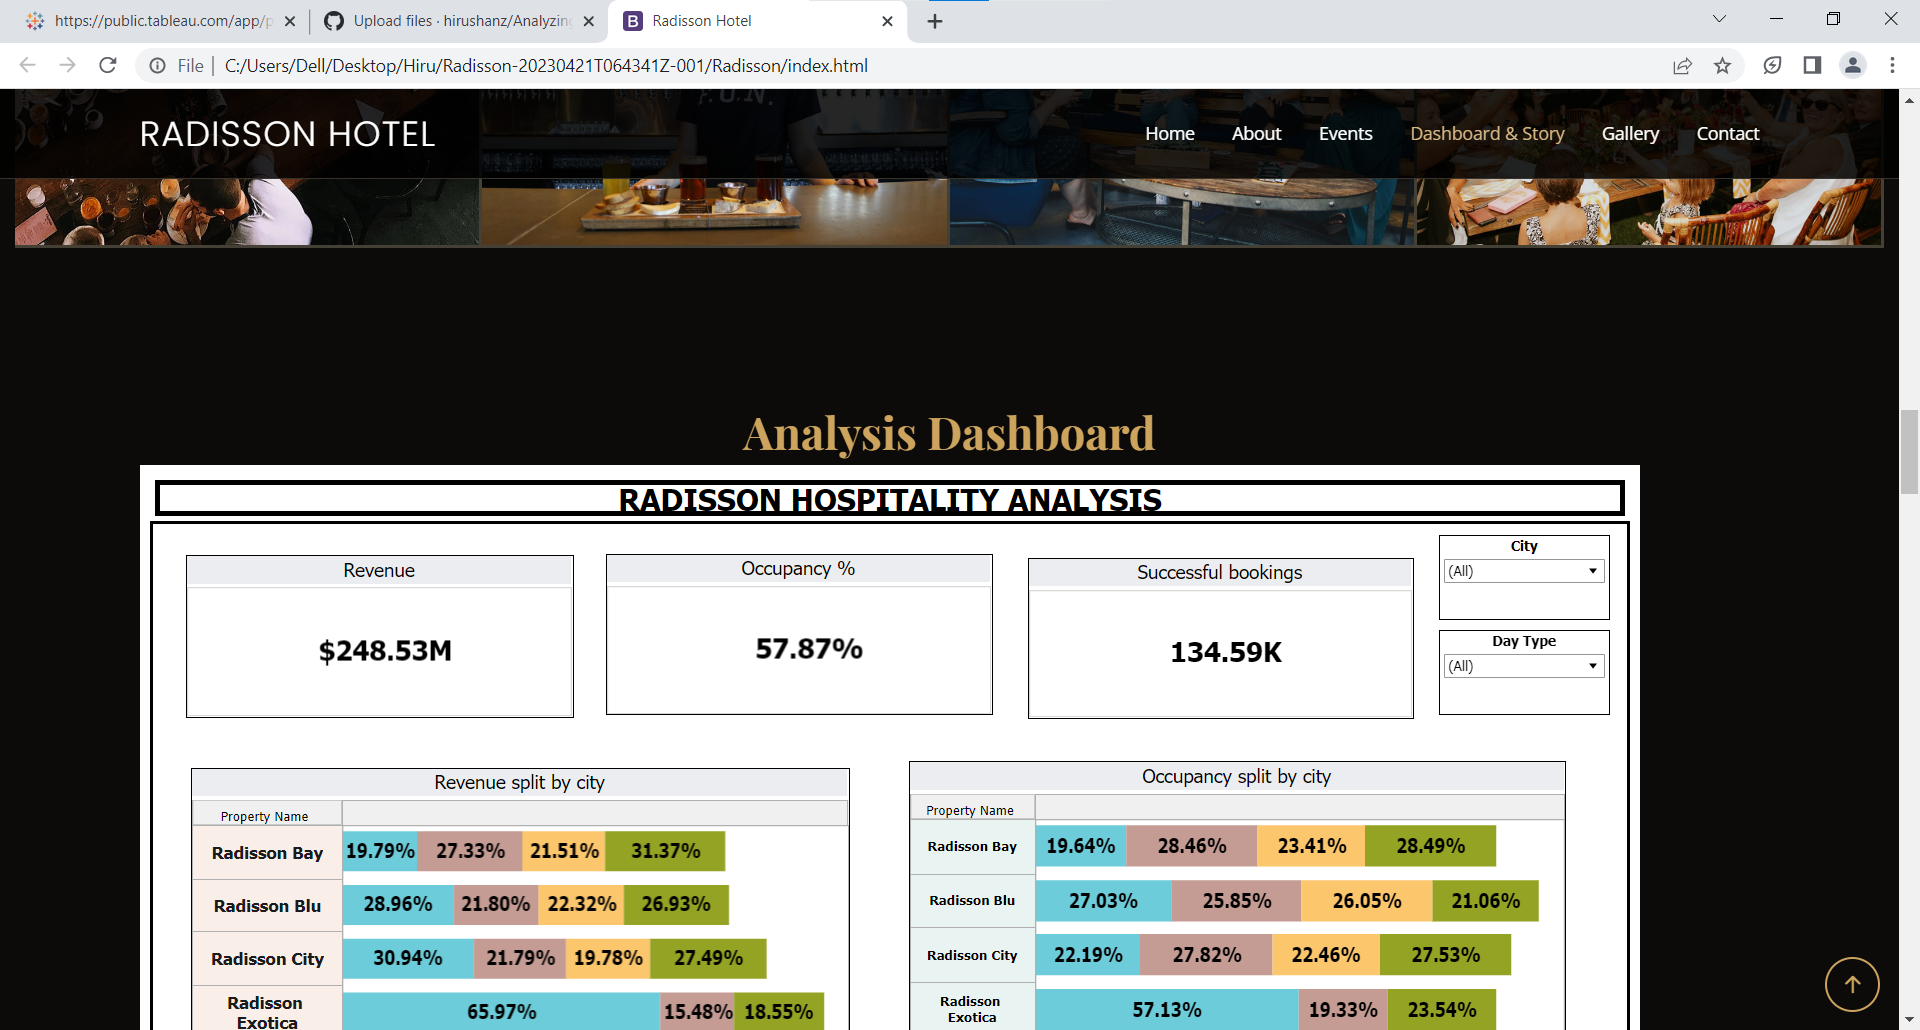 https://public.tableau.com/app/p
Upload files · hirushanz/Analyzing
Radisson Hotel
File | C:/Users/Dell/Desktop/Hiru/Radisson-20230421T064341Z-001/Radisson/index.html
F.U.N.
RADISSON HOTEL
Home About Events Dashboard & Story Gallery Contact
Analysis Dashboard
RADISSON HOSPITALITY ANALYSIS
Revenue
$248.53M
Occupancy %
57.87%
Successful bookings
134.59K
City
(All)
Day Type
(All)
Revenue split by city
Property Name
Radisson Bay 19.79% 27.33% 21.51% 31.37%
Radisson Blu 28.96% 21.80% 22.32% 26.93%
Radisson City 30.94% 21.79% 19.78% 27.49%
Radisson
Exotica 65.97% 15.48% 18.55%
Occupancy split by city
Property Name
Radisson Bay 19.64% 28.46% 23.41% 28.49%
Radisson Blu 27.03% 25.85% 26.05% 21.06%
Radisson City 22.19% 27.82% 22.46% 27.53%
Radisson
Exotica 57.13% 19.33% 23.54%